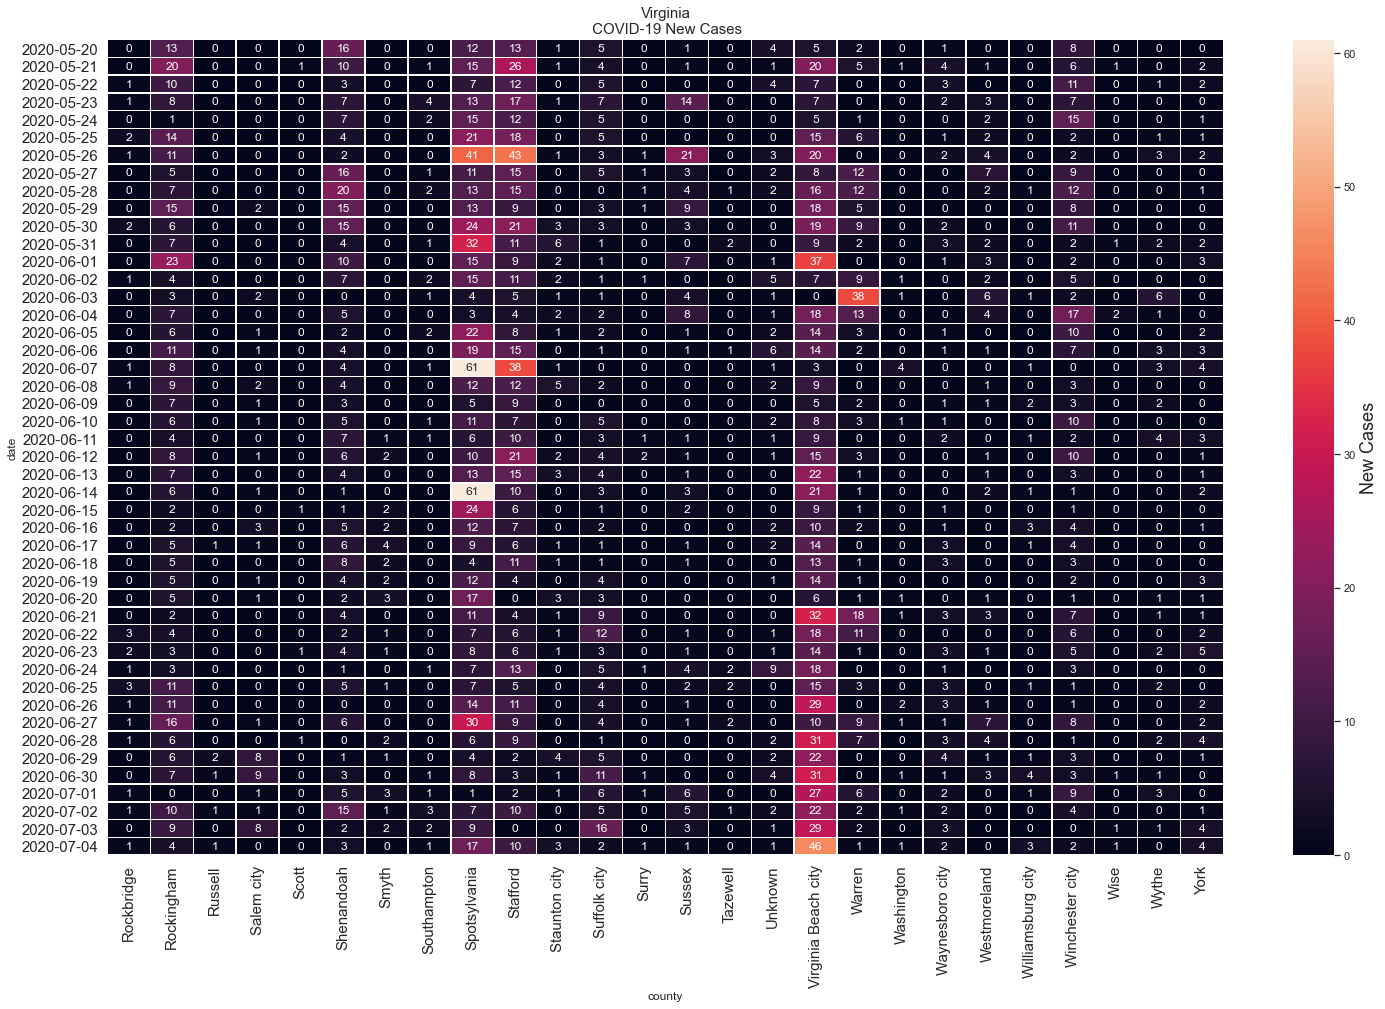 Virginia
COVID-19 New Cases
2020-05-20 0 13 0 0 0 16 0 0 12 13 1 5 0 1 0 4 5 2 0 1 0 0 8 0 0 0
2020-05-21 0 20 0 0 1 10 0 1 15 26 1 4 0 1 0 1 20 5 1 4 1 0 6 1 0 2
2020-05-22 1 10 0 0 0 3 0 0 7 12 0 5 0 0 0 4 7 0 0 3 0 0 11 0 1 2
2020-05-23 1 8 0 0 0 7 0 4 13 17 1 7 0 14 0 0 7 0 0 2 3 0 7 0 0 0
2020-05-24 0 1 0 0 0 7 0 2 15 12 0 5 0 0 0 0 5 1 0 0 2 0 15 0 0 1
2020-05-25 2 14 0 0 0 4 0 0 21 18 0 5 0 0 0 0 15 6 0 1 2 0 2 0 1 1
2020-05-26 1 11 0 0 0 2 0 0 41 43 1 3 1 21 0 3 20 0 0 2 4 0 2 0 3 2
2020-05-27 0 5 0 0 0 16 0 1 11 15 0 5 1 3 0 2 8 12 0 0 7 0 9 0 0 0
2020-05-28 0 7 0 0 0 20 0 2 13 15 0 0 1 4 1 2 16 12 0 0 2 1 12 0 0 1
2020-05-29 0 15 0 2 0 15 0 0 13 9 0 3 1 9 0 0 18 5 0 0 0 0 8 0 0 0
2020-05-30 2 6 0 0 0 15 0 0 24 21 3 3 0 3 0 0 19 9 0 2 0 0 11 0 0 0
2020-05-31 0 7 0 0 0 4 0 1 32 11 6 1 0 0 2 0 9 2 0 3 2 0 2 1 2 2
2020-06-01 0 23 0 0 0 10 0 0 15 9 2 1 0 7 0 1 37 0 0 1 3 0 2 0 0 3
2020-06-02 1 4 0 0 0 7 0 2 15 11 2 1 1 0 0 5 7 9 1 0 2 0 5 0 0 0
2020-06-03 0 3 0 2 0 0 0 1 4 5 1 1 0 4 0 1 0 38 1 0 6 1 2 0 6 0
2020-06-04 0 7 0 0 0 5 0 0 3 4 2 2 0 8 0 1 18 13 0 0 4 0 17 2 1 0
2020-06-05 0 6 0 1 0 2 0 2 22 8 1 2 0 1 0 2 14 3 0 1 0 0 10 0 0 2
2020-06-06 0 11 0 1 0 4 0 0 19 15 0 1 0 1 1 6 14 2 0 1 1 0 7 0 3 3
2020-06-07 1 8 0 0 0 4 0 1 61 38 1 0 0 0 0 1 3 0 4 0 0 1 0 0 3 4
2020-06-08 1 9 0 2 0 4 0 0 12 12 5 2 0 0 0 2 9 0 0 0 1 0 3 0 0 0
2020-06-09 0 7 0 1 0 3 0 0 5 9 0 0 0 0 0 0 5 2 0 1 1 2 3 0 2 0
2020-06-10 0 6 0 1 0 5 0 1 11 7 0 5 0 0 0 2 8 3 1 1 0 0 10 0 0 0
2020-06-11 0 4 0 0 0 7 1 1 6 10 0 3 1 1 0 1 9 0 0 2 0 1 2 0 4 3
2020-06-12 0 8 0 1 0 6 2 0 10 21 2 4 2 1 0 1 15 3 0 0 1 0 10 0 0 1
2020-06-13 0 7 0 0 0 4 0 0 13 15 3 4 0 1 0 0 22 1 0 0 1 0 3 0 0 1
2020-06-14 0 6 0 1 0 1 0 0 61 10 0 3 0 3 0 0 21 1 0 0 2 1 1 0 0 2
2020-06-15 0 2 0 0 1 1 2 0 24 6 0 1 0 2 0 0 9 1 0 1 0 0 1 0 0 0
2020-06-16 0 2 0 3 0 5 2 0 12 7 0 2 0 0 0 2 10 2 0 1 0 3 4 0 0 1
2020-06-17 0 5 1 1 0 6 4 0 9 6 1 1 0 1 0 2 14 0 0 3 0 1 4 0 0 0
2020-06-18 0 5 0 0 0 8 2 0 4 11 1 1 0 1 0 0 13 1 0 3 0 0 3 0 0 0
2020-06-19 0 5 0 1 0 4 2 0 12 4 0 4 0 0 0 1 14 1 0 0 0 0 2 0 0 3
2020-06-20 0 5 0 1 0 2 3 0 17 0 3 3 0 0 0 0 6 1 1 0 1 0 1 0 1 1
2020-06-21 0 2 0 0 0 4 0 0 11 4 1 9 0 0 0 0 32 18 1 3 3 0 7 0 1 1
2020-06-22 3 4 0 0 0 2 1 0 7 6 1 12 0 1 0 1 18 11 0 0 0 0 6 0 0 2
2020-06-23 2 3 0 0 1 4 1 0 8 6 1 3 0 1 0 1 14 1 0 3 1 0 5 0 2 5
2020-06-24 1 3 0 0 0 1 0 1 7 13 0 5 1 4 2 9 18 0 0 1 0 0 3 0 0 0
2020-06-25 3 11 0 0 0 5 1 0 7 5 0 4 0 2 2 0 15 3 0 3 0 1 1 0 2 0
2020-06-26 1 11 0 0 0 0 0 0 14 11 0 4 0 1 0 0 29 0 2 3 1 0 1 0 0 2
2020-06-27 1 16 0 1 0 6 0 0 30 9 0 4 0 1 2 0 10 9 1 1 7 0 8 0 0 2
2020-06-28 1 6 0 0 1 0 2 0 6 9 0 1 0 0 0 2 31 7 0 3 4 0 1 0 2 4
2020-06-29 0 6 2 8 0 1 1 0 4 2 4 5 0 0 0 2 22 0 0 4 1 1 3 0 0 1
2020-06-30 0 7 1 9 0 3 0 1 8 3 1 11 1 0 0 4 31 0 1 1 3 4 3 1 1 0
2020-07-01 1 0 0 1 0 5 3 1 1 2 1 6 1 6 0 0 27 6 0 2 0 1 9 0 3 0
2020-07-02 1 10 1 1 0 15 1 3 7 10 0 5 0 5 1 2 22 2 1 2 0 0 4 0 0 1
2020-07-03 0 9 0 8 0 2 2 2 9 0 0 16 0 3 0 1 29 2 0 3 0 0 0 1 1 4
2020-07-04 1 4 1 0 0 3 0 1 17 10 3 2 1 1 0 1 46 1 1 2 0 3 2 1 0 4
date
Rockbridge
Rockingham
Russell
Salem city
Scott
Shenandoah
Smyth
Southampton
Spotsylvania
Stafford
Staunton city
Suffolk city
Surry
Sussex
Tazewell
Unknown
Virginia Beach city
Warren
Washington
Waynesboro city
Westmoreland
Williamsburg city
Winchester city
Wise
Wythe
York
county
60
50
40
30
20
10
0
New Cases